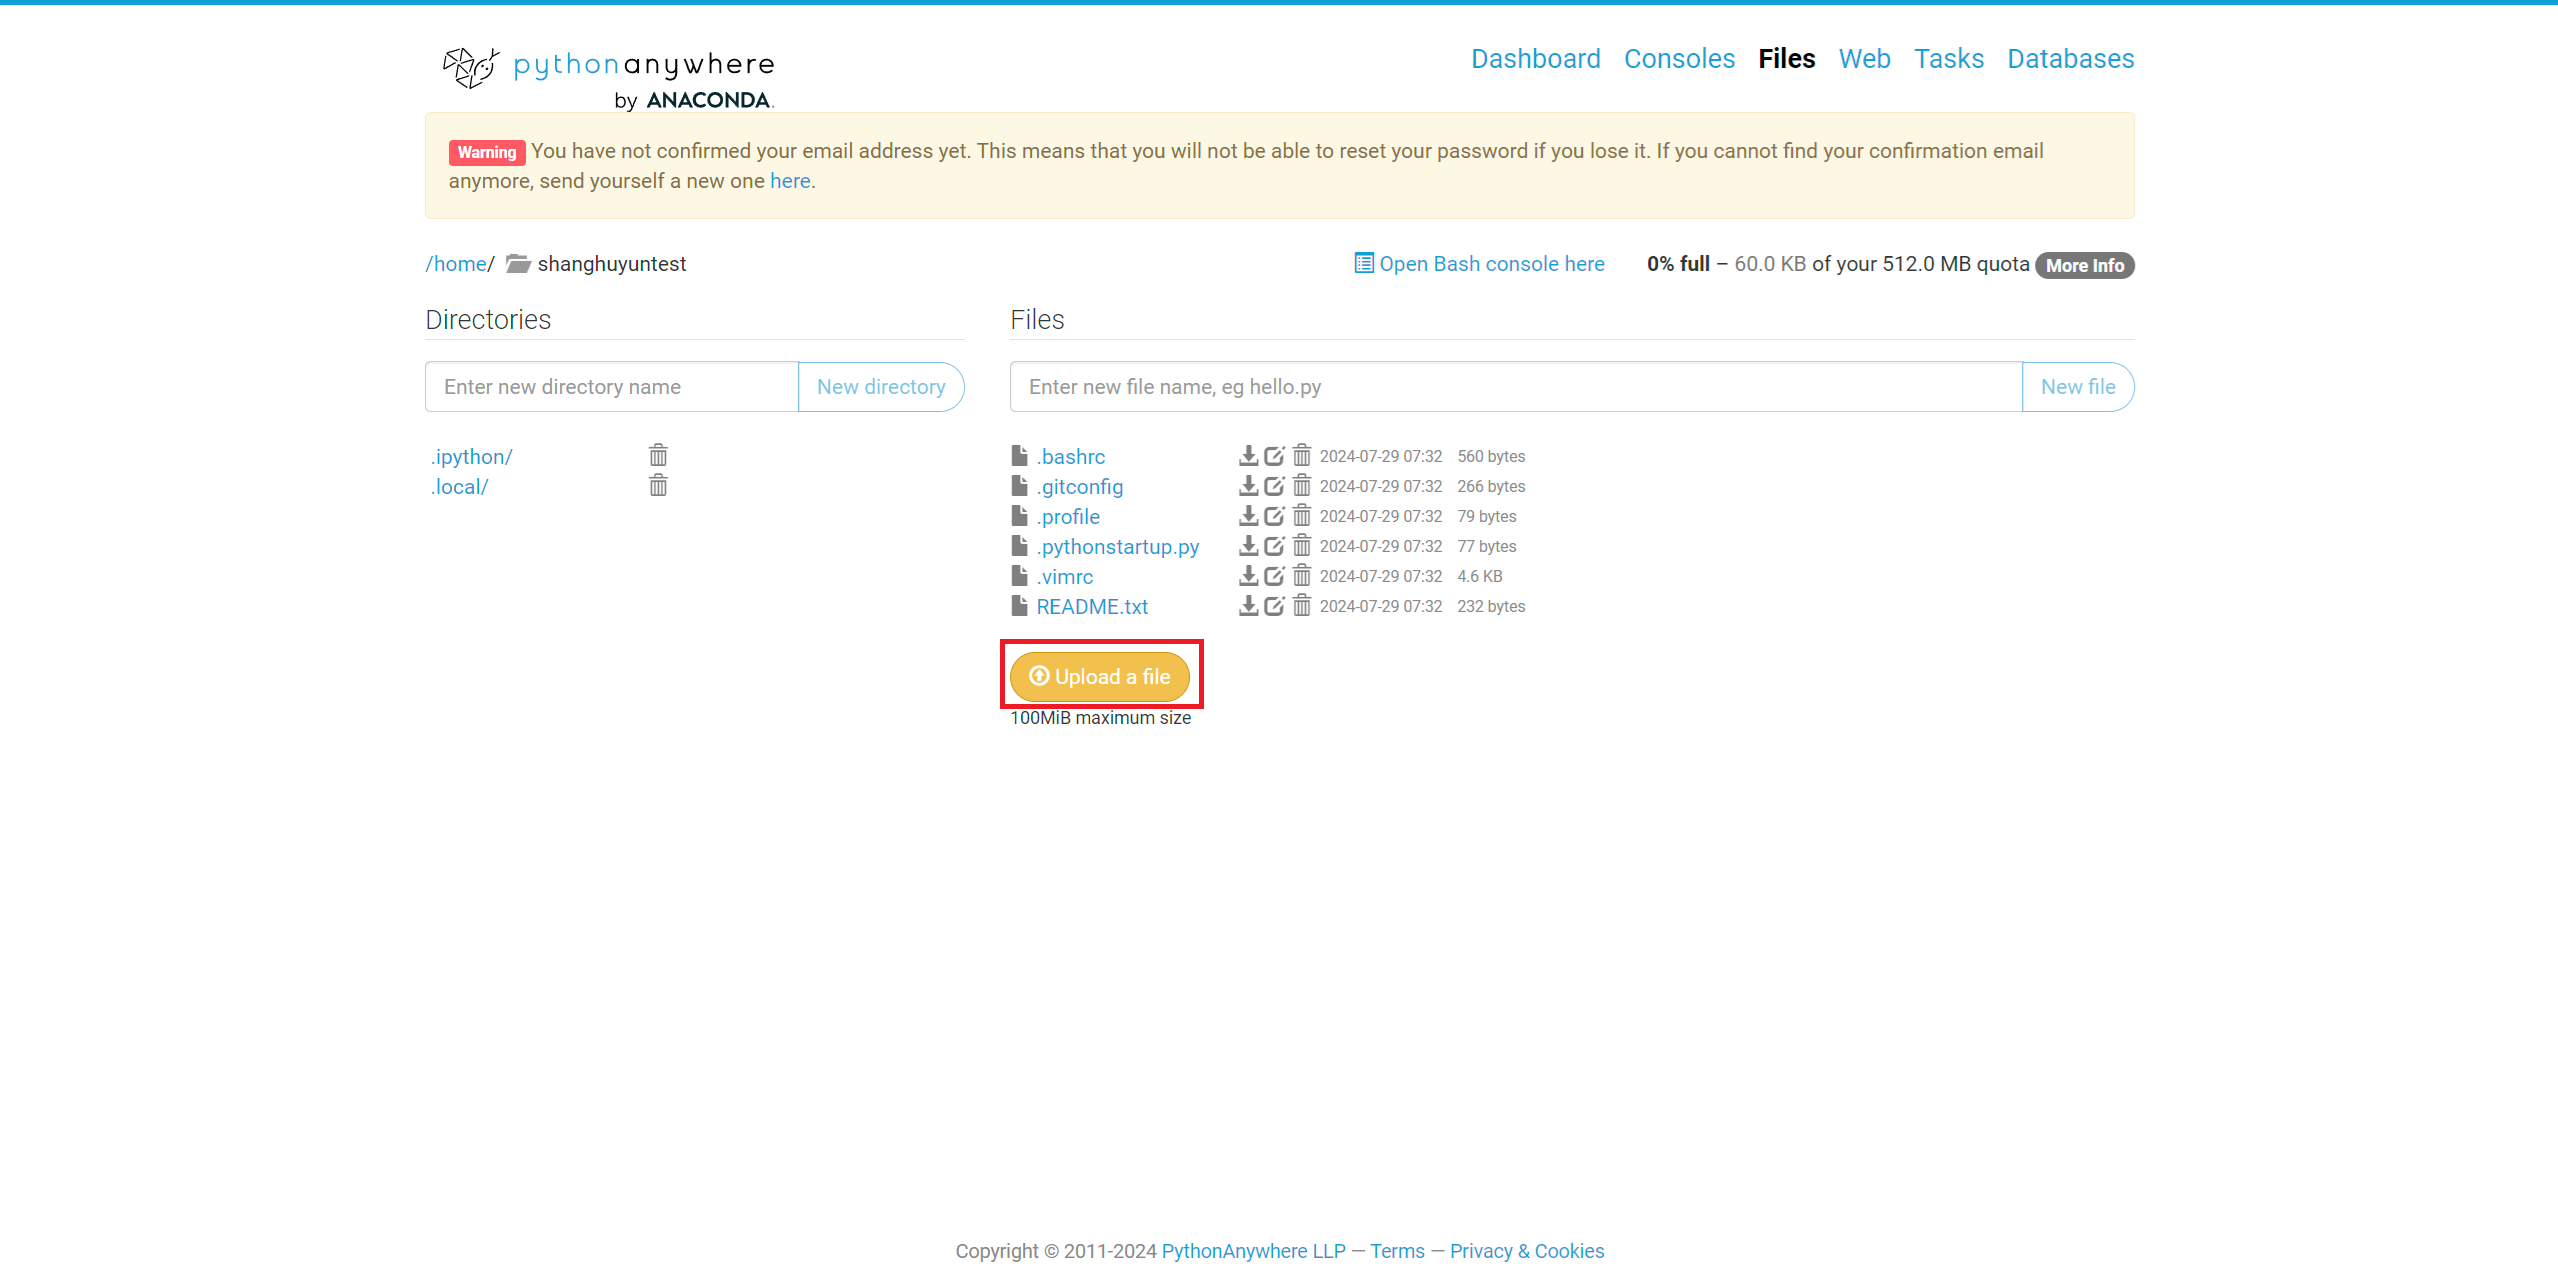 pythonanywhere
by ANACONDA.
Dashboard Consoles Files Web Tasks Databases
Warning You have not confirmed your email address yet. This means that you will not be able to reset your password if you lose it. If you cannot find your confirmation email
anymore, send yourself a new one here.
/home/ shanghuyuntest
Open Bash console here 0% full – 60.0 KB of your 512.0 MB quota More Info
Directories
Enter new directory name New directory
.ipython/
.local/
Files
Enter new file name, eg hello.py New file
.bashrc 2024-07-29 07:32 560 bytes
.gitconfig 2024-07-29 07:32 266 bytes
.profile 2024-07-29 07:32 79 bytes
.pythonstartup.py 2024-07-29 07:32 77 bytes
.vimrc 2024-07-29 07:32 4.6 KB
README.txt 2024-07-29 07:32 232 bytes
Upload a file
100MiB maximum size
Copyright © 2011-2024 PythonAnywhere LLP — Terms — Privacy & Cookies